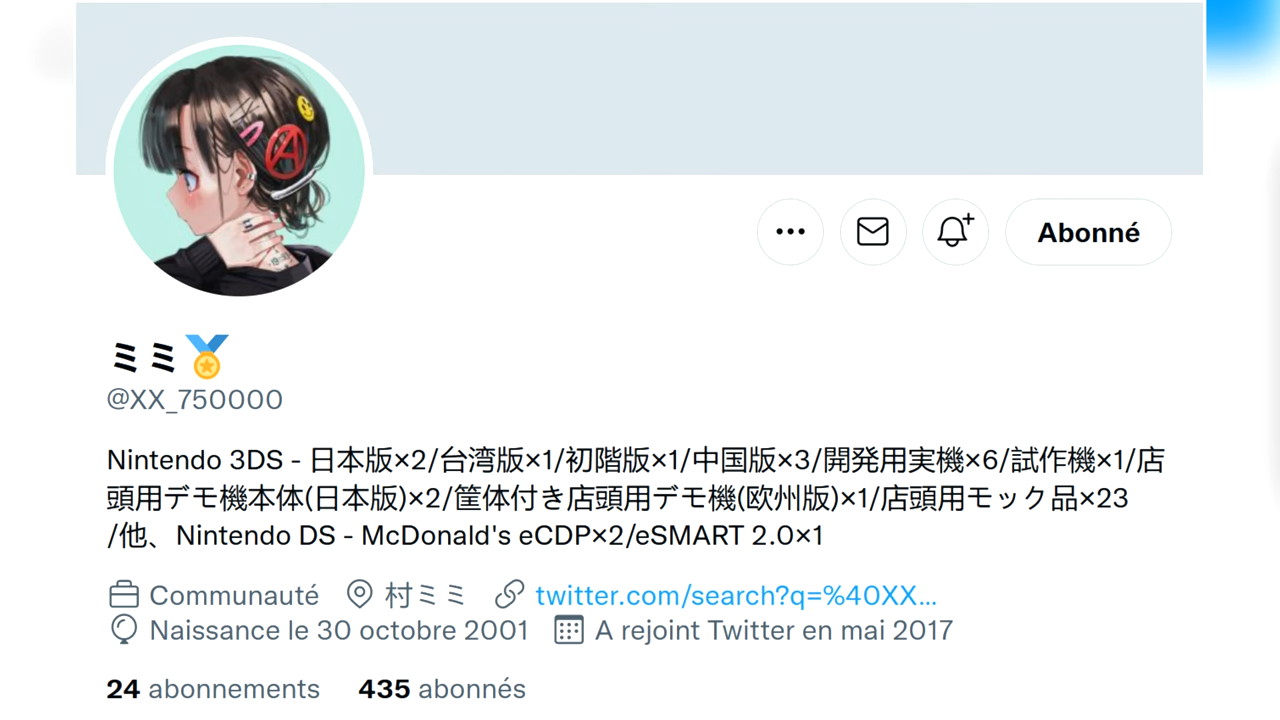 Abonné
ミミ🏅
@XX_750000
Nintendo 3DS - 日本版×2/台湾版×1/初階版×1/中国版×3/開発用実機×6/試作機×1/店
頭用デモ機本体(日本版)×2/筐体付き店頭用デモ機(欧州版)×1/店頭用モック品×23
/他、Nintendo DS - McDonald's eCDP×2/eSMART 2.0×1
Communauté 村ミミ twitter.com/search?q=%40XX…
Naissance le 30 octobre 2001 A rejoint Twitter en mai 2017
24 abonnements 435 abonnés